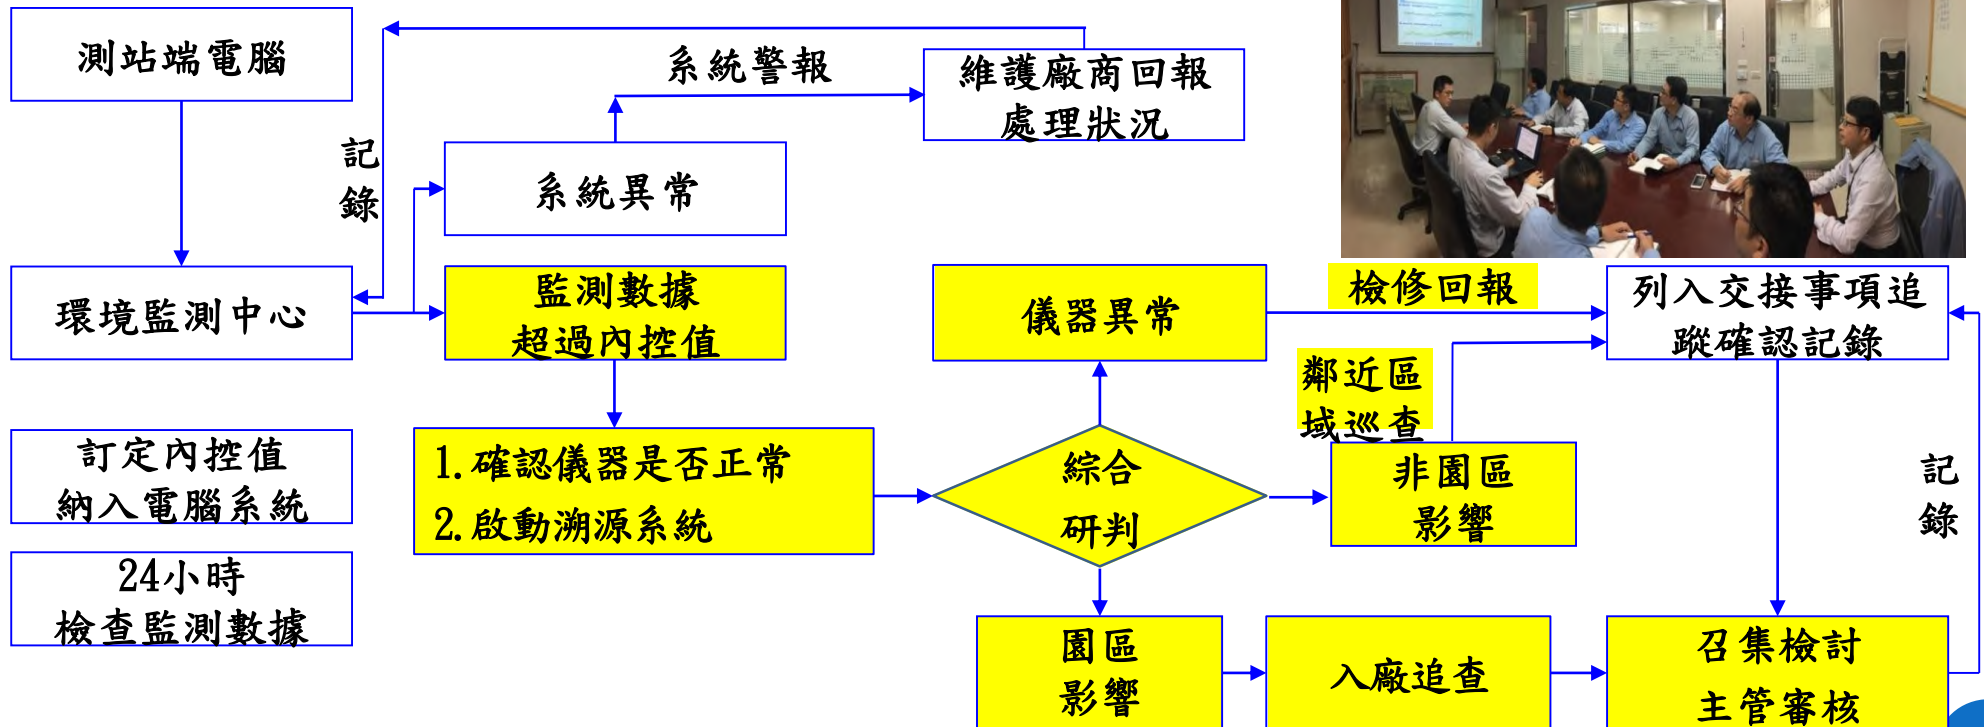 測站端電腦
系統警報
維護廠商回報
處理狀況
記
錄
系統異常
環境監測中心
監測數據
超過內控值
儀器異常
檢修回報
列入交接事項追
蹤確認記錄
鄰近區
域巡查
訂定內控值
納入電腦系統
1.確認儀器是否正常
2.啟動溯源系統
綜合
研判
非園區
影響
記
錄
24小時
檢查監測數據
園區
影響
入廠追查
召集檢討
主管審核